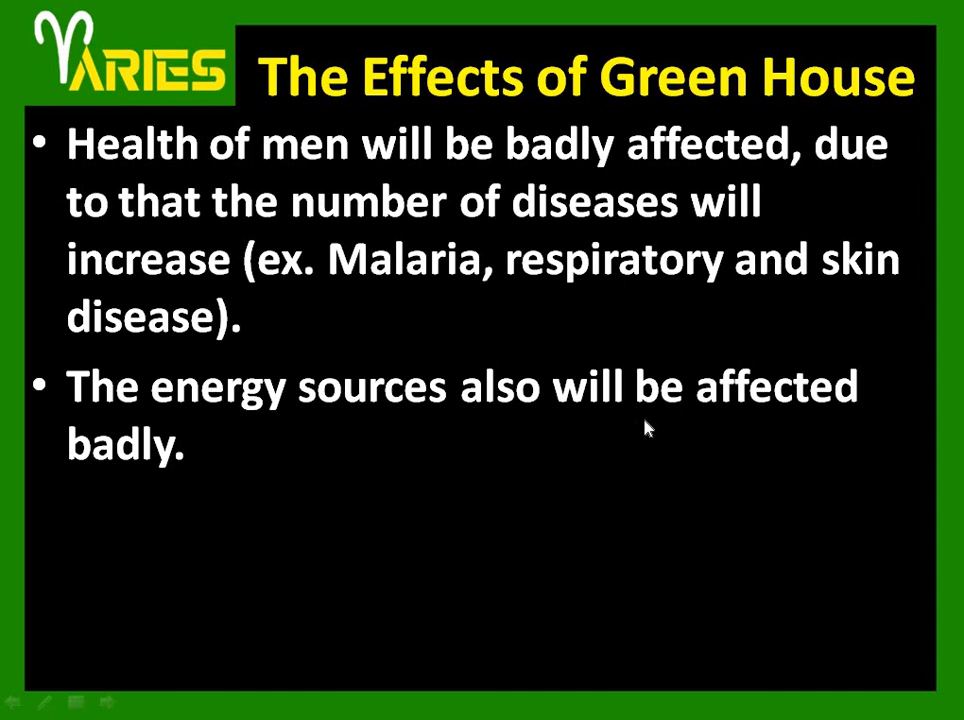 ARIES
The Effects of Green House
• Health of men will be badly affected, due
to that the number of diseases will
increase (ex. Malaria, respiratory and skin
disease).
• The energy sources also will be affected
badly.